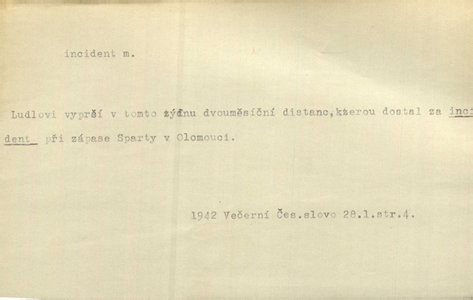 incident m.
Ludlovi vyprší v tomto týdnu dvouměsíční distanc,kterou dostal za inci
dent při zápase Sparty v Olomouci.
1942 Večerní Čes.slovo 28.1.str.4.